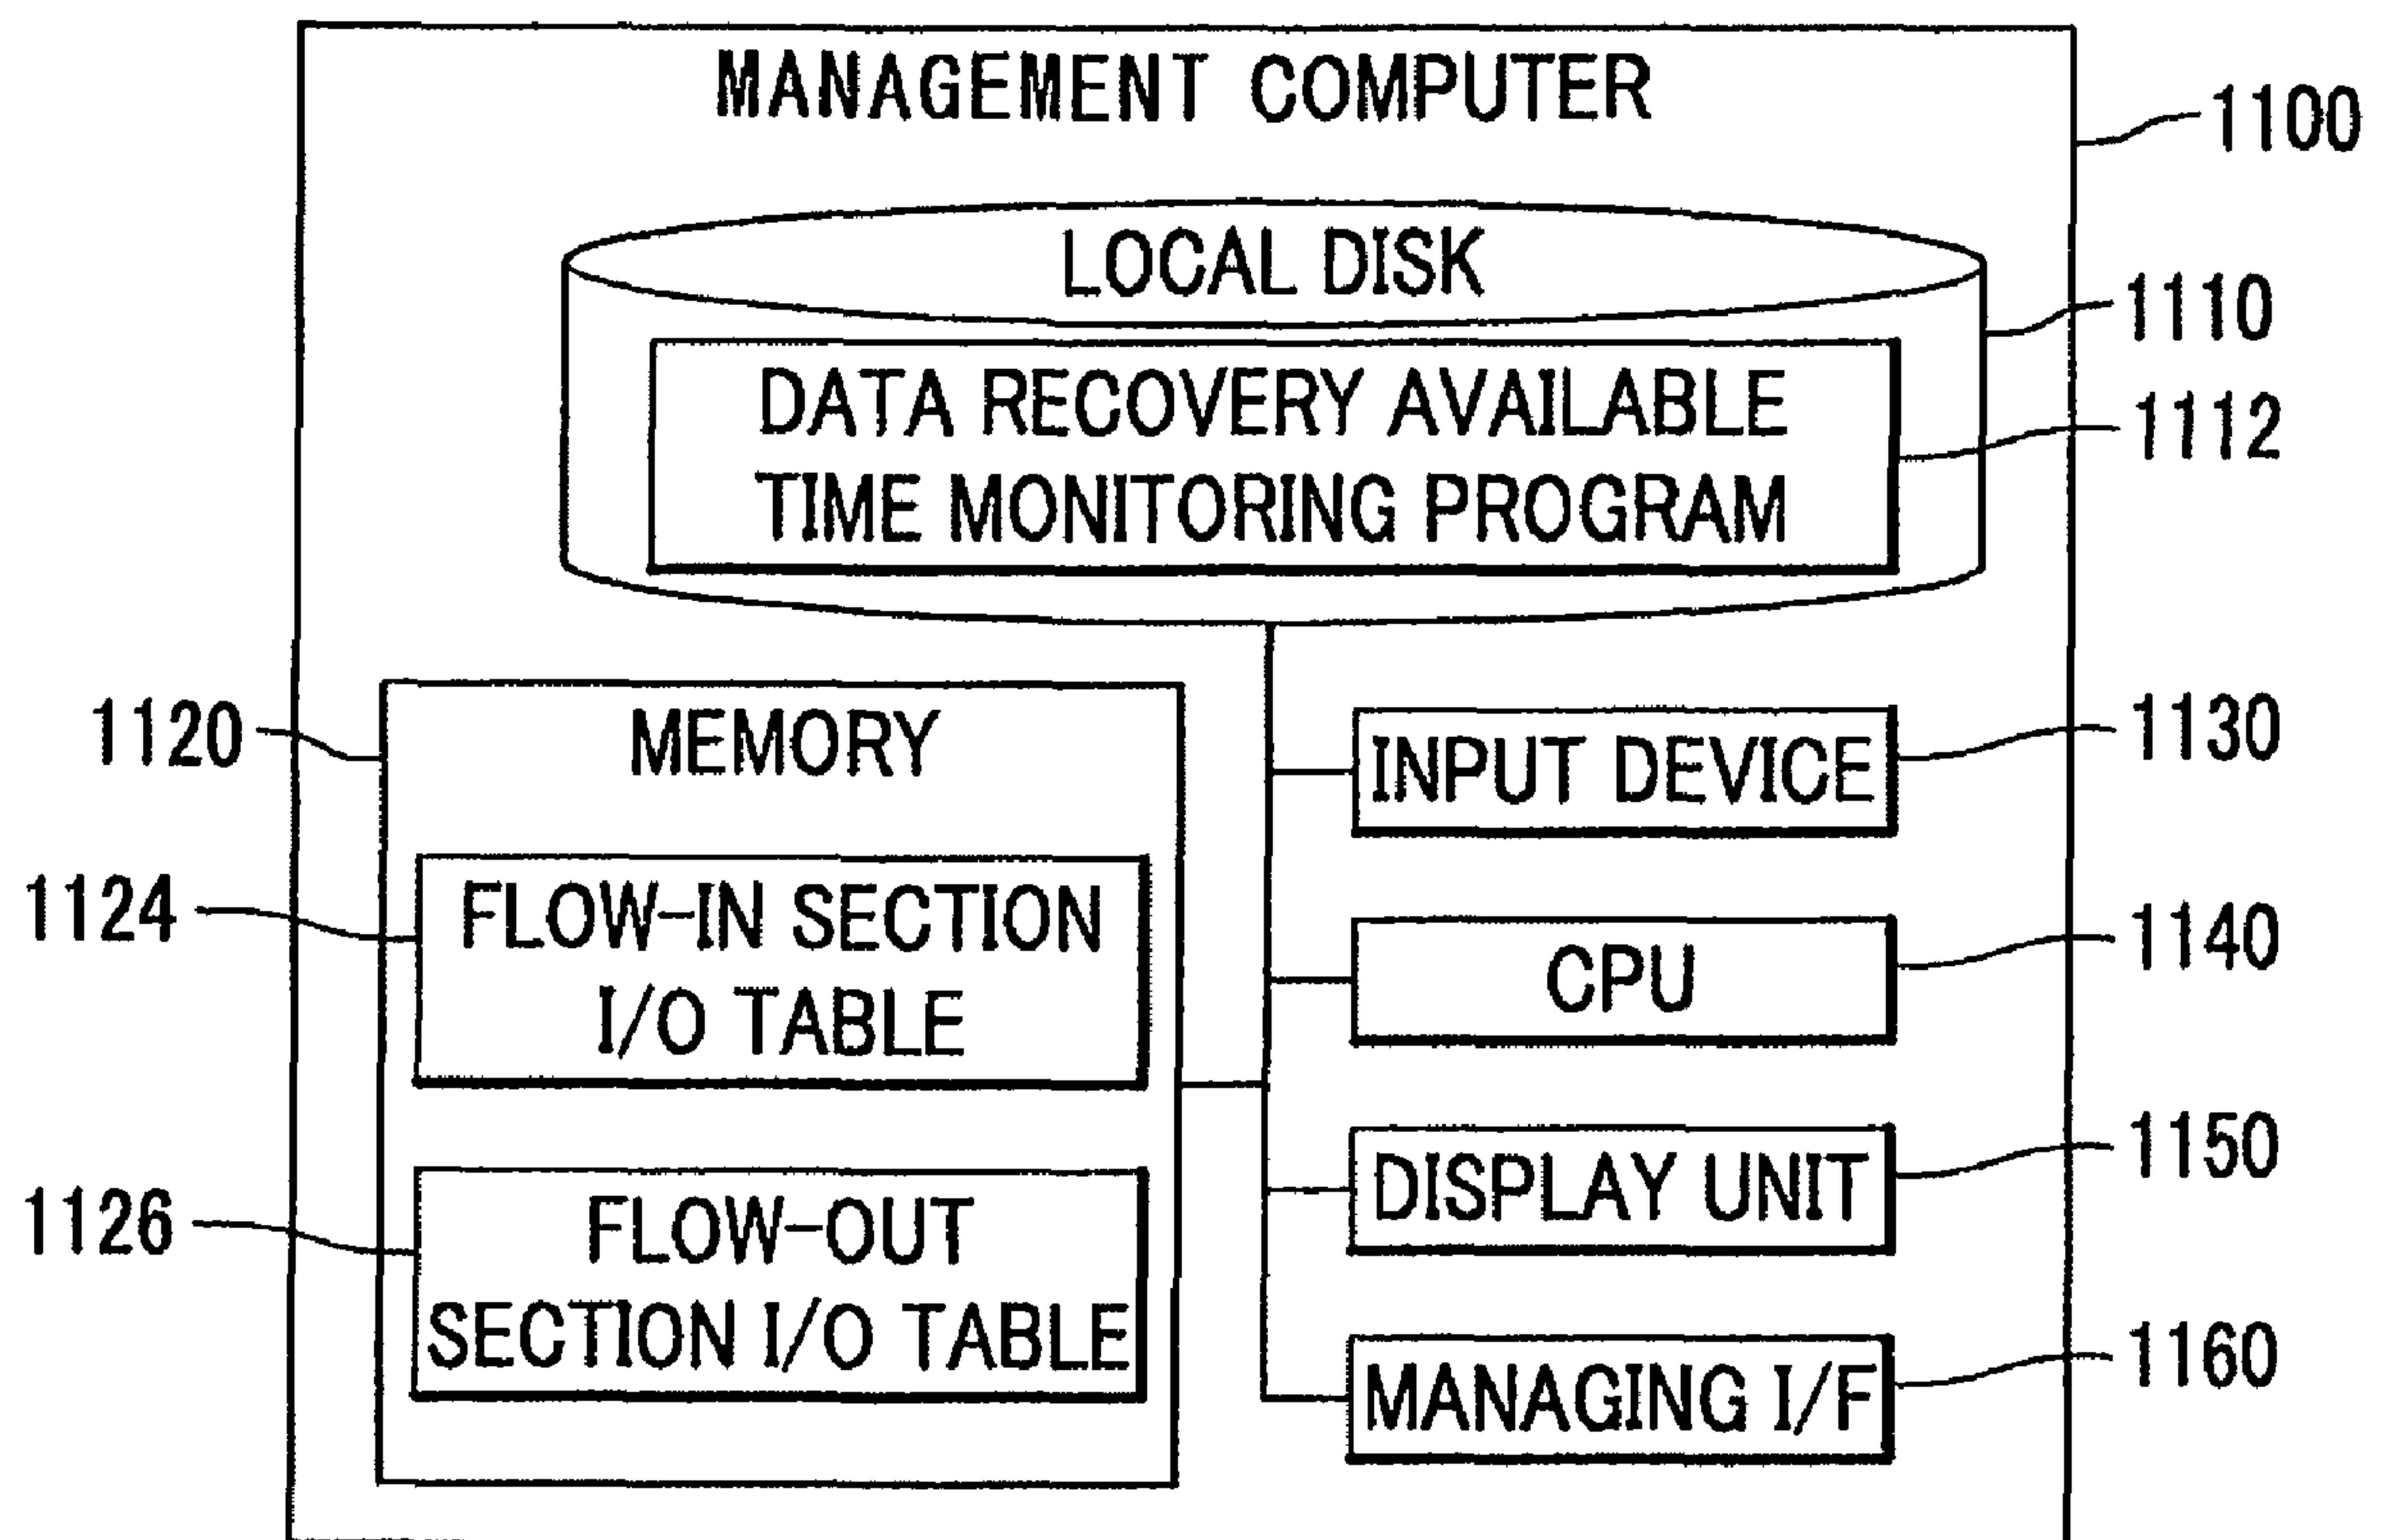 MANAGEMENT COMPUTER
1100
LOCAL DISK
1110
DATA RECOVERY AVAILABLE
TIME MONITORING PROGRAM
1112
1120
MEMORY
1124
FLOW-IN SECTION
I/O TABLE
1126
FLOW-OUT
SECTION I/O TABLE
INPUT DEVICE
1130
CPU
1140
DISPLAY UNIT
1150
MANAGING I/F
1160